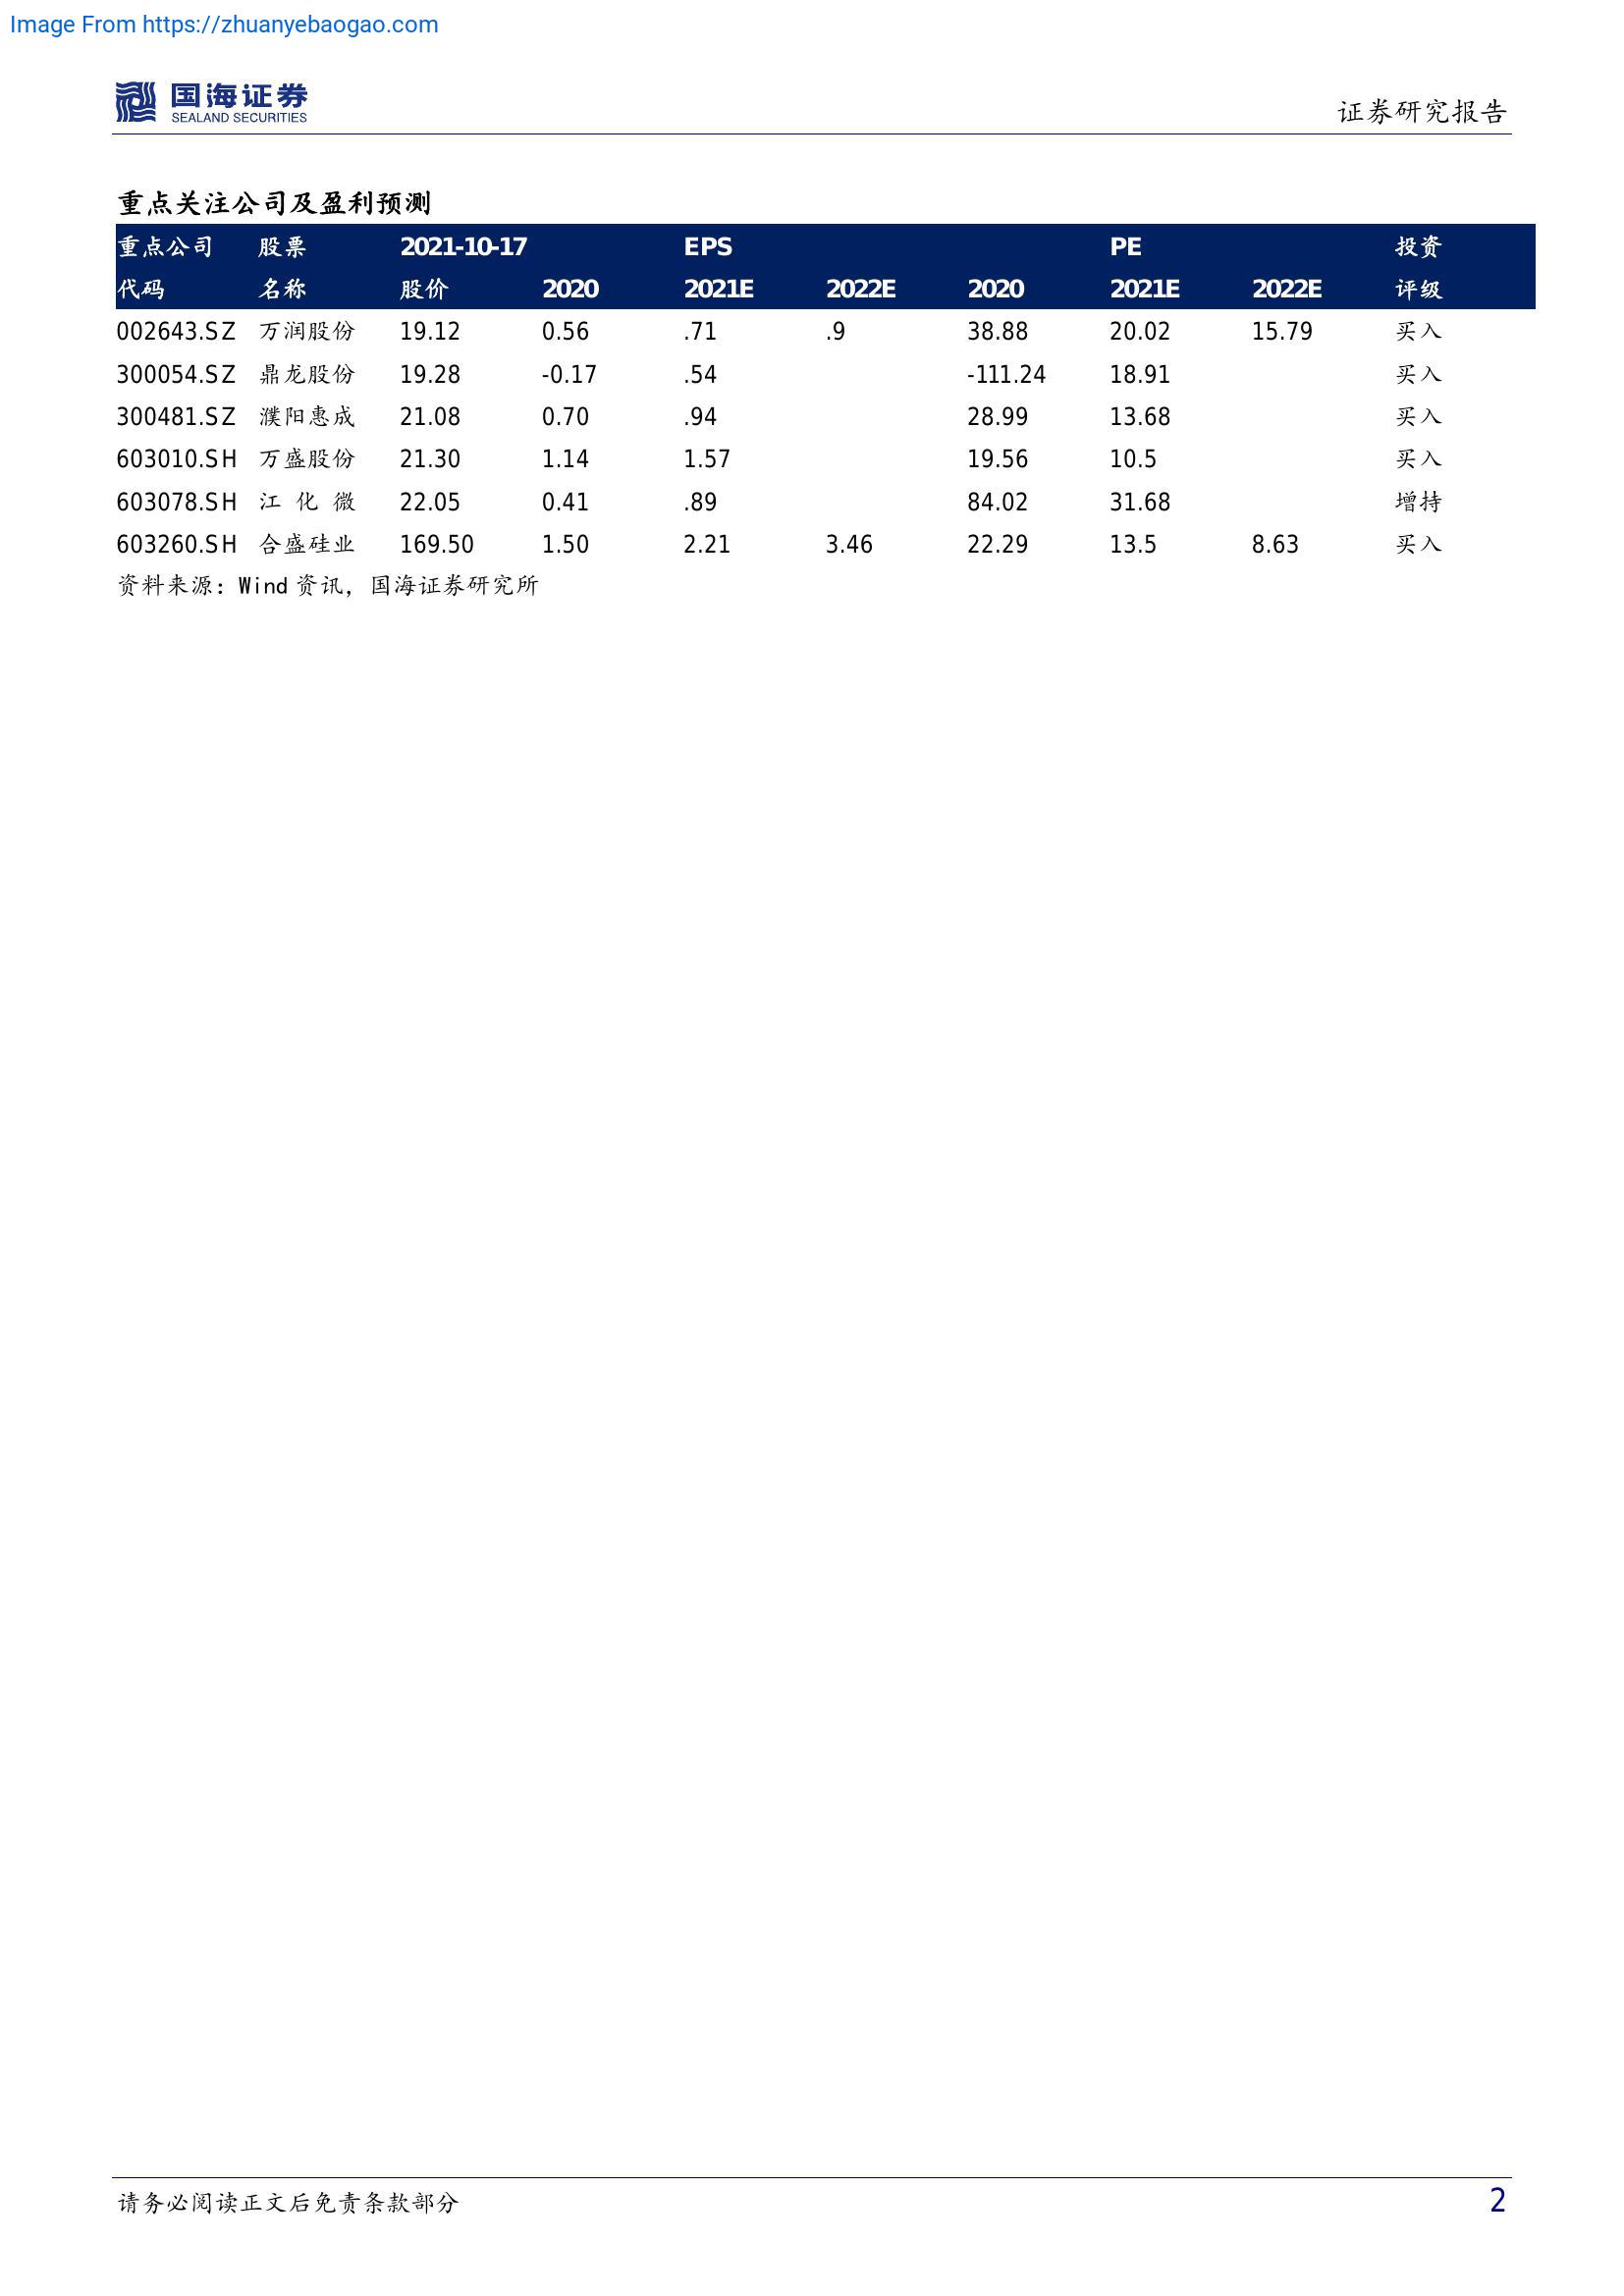 Image From https://zhuanyebaogao.com
国海证券
SEALAND SECURITIES
证券研究报告
重点关注公司及盈利预测
重点公司 股票 2021-10-17 EPS PE 投资
代码 名称 股价 2020 2021E 2022E 2020 2021E 2022E 评级
002643.SZ 万润股份 19.12 0.56 .71 .9 38.88 20.02 15.79 买入
300054.SZ 鼎龙股份 19.28 -0.17 .54 -111.24 18.91 买入
300481.SZ 濮阳惠成 21.08 0.70 .94 28.99 13.68 买入
603010.SH 万盛股份 21.30 1.14 1.57 19.56 10.5 买入
603078.SH 江 化 微 22.05 0.41 .89 84.02 31.68 增持
603260.SH 合盛硅业 169.50 1.50 2.21 3.46 22.29 13.5 8.63 买入
资料来源：Wind 资讯，国海证券研究所
请务必阅读正文后免责条款部分 2